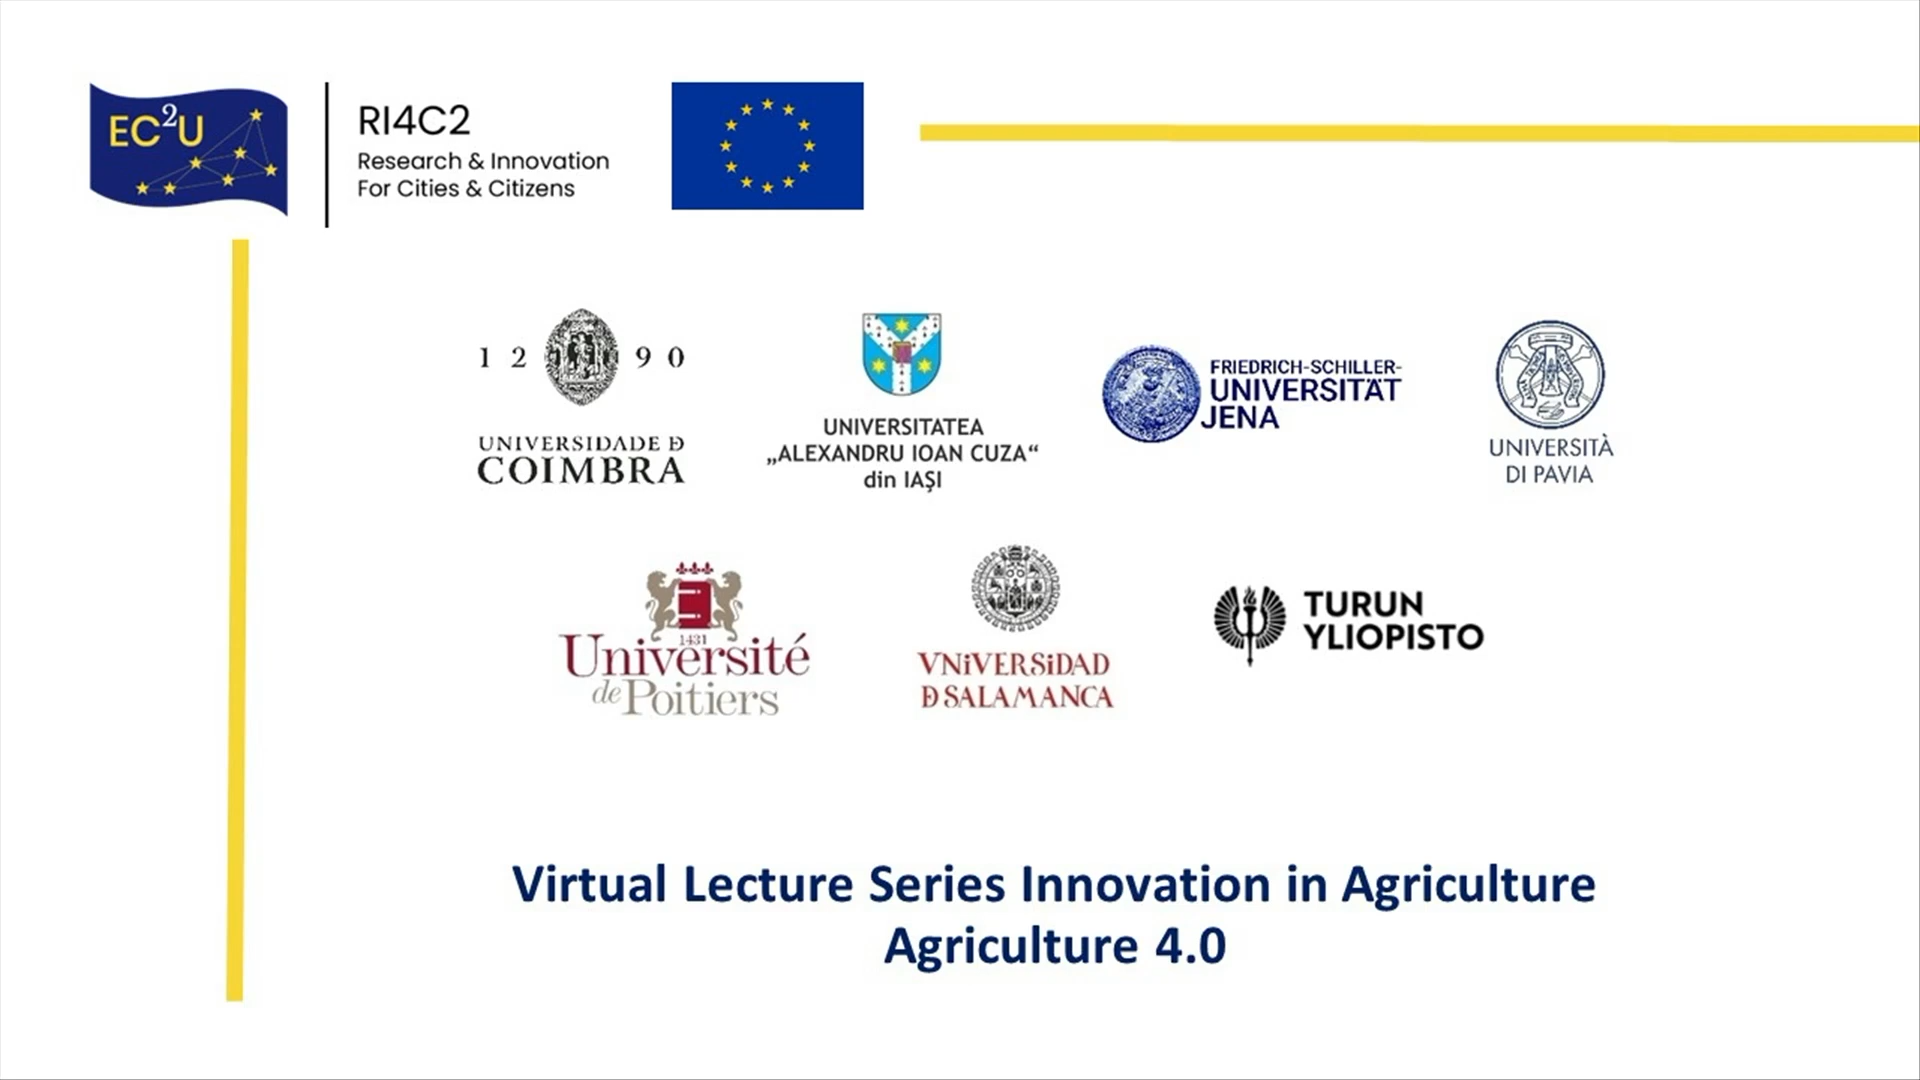 EC²U
RI4C2
Research & Innovation
For Cities & Citizens
1 2 9 0
UNIVERSIDADE Ð
COIMBRA
UNIVERSITATEA
„ALEXANDRU IOAN CUZA“
din IAŞI
FRIEDRICH-SCHILLER-
UNIVERSITÄT
JENA
UNIVERSITÀ
DI PAVIA
1431
Université
de Poitiers
VNiVERSiDAD
Ð SALAMANCA
TURUN
YLIOPISTO
Virtual Lecture Series Innovation in Agriculture
Agriculture 4.0